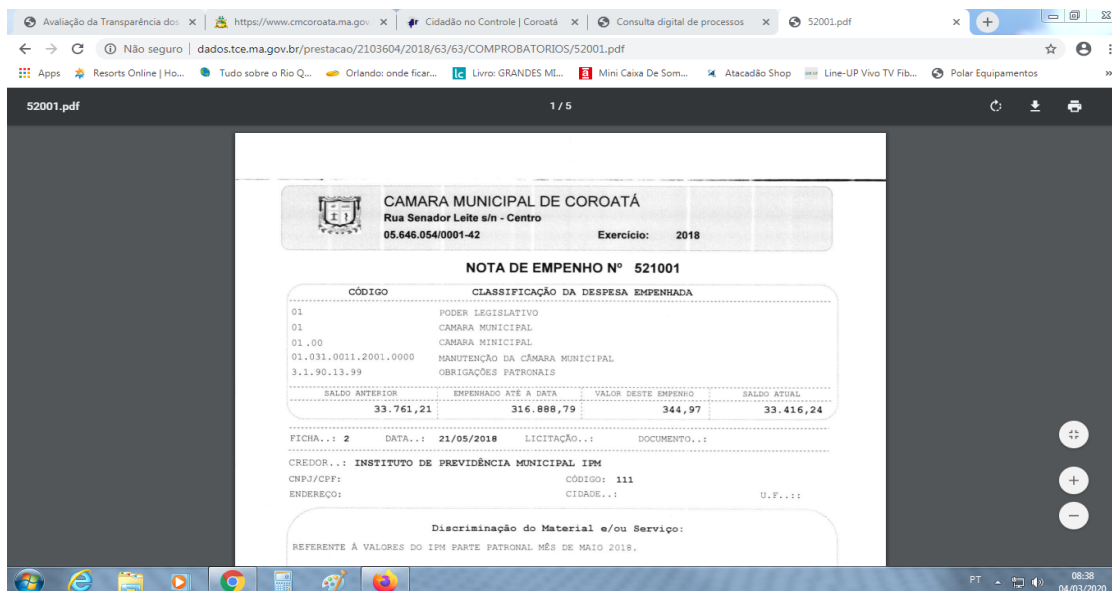 Avaliação da Transparência dos
https://www.cmcoroata.ma.gov
Cidadão no Controle | Coroatá
Consulta digital de processos
52001.pdf
Não seguro | dados.tce.ma.gov.br/prestacao/2103604/2018/63/63/COMPROBATORIOS/52001.pdf
Apps Resorts Online | Ho... Tudo sobre o Rio Q... Orlando: onde ficar... Livro: GRANDES MI... Mini Caixa De Som... Atacadão Shop Line-UP Vivo TV Fib... Polar Equipamentos »
52001.pdf 1 / 5
CAMARA MUNICIPAL DE COROATÁ
Rua Senador Leite s/n - Centro
05.646.054/0001-42 Exercício: 2018
NOTA DE EMPENHO Nº 521001
CÓDIGO CLASSIFICAÇÃO DA DESPESA EMPENHADA
01 PODER LEGISLATIVO
01 CAMARA MUNICIPAL
01.00 CAMARA MINICIPAL
01.031.0011.2001.0000 MANUTENÇÃO DA CÂMARA MUNICIPAL
3.1.90.13.99 OBRIGAÇÕES PATRONAIS
SALDO ANTERIOR EMPENHADO ATÉ A DATA VALOR DESTE EMPENHO SALDO ATUAL
33.761,21 316.888,79 344,97 33.416,24
FICHA..: 2 DATA..: 21/05/2018 LICITAÇÃO..: DOCUMENTO..:
CREDOR..: INSTITUTO DE PREVIDÊNCIA MUNICIPAL IPM
CNPJ/CPF: CÓDIGO: 111
ENDEREÇO: CIDADE..: U.F..::
Discriminação do Material e/ou Serviço:
REFERENTE Á VALORES DO IPM PARTE PATRONAL MÊS DE MAIO 2018.
PT 08:38
04/03/2020